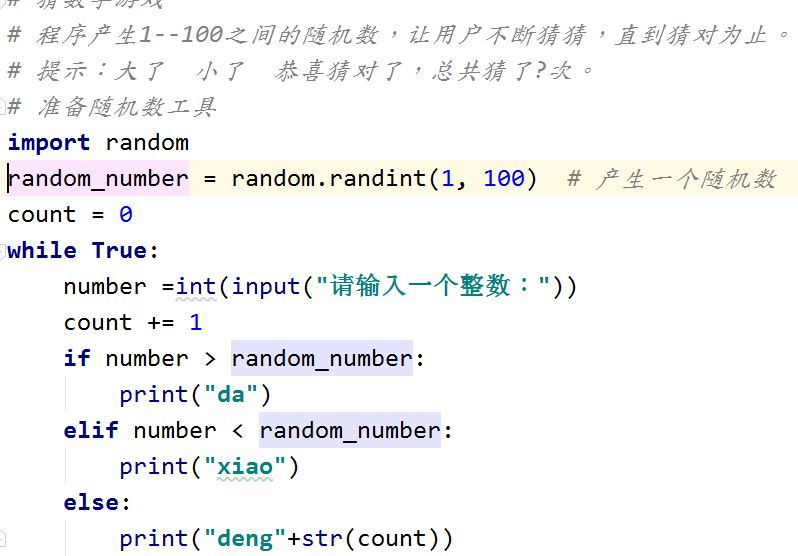 # 猜数字游戏
# 程序产生1--100之间的随机数，让用户不断猜猜，直到猜对为止。
# 提示：大了  小了  恭喜猜对了，总共猜了?次。
# 准备随机数工具
import random
random_number = random.randint(1, 100)  # 产生一个随机数
count = 0
while True:
    number =int(input("请输入一个整数："))
    count += 1
    if number > random_number:
        print("da")
    elif number < random_number:
        print("xiao")
    else:
        print("deng"+str(count))